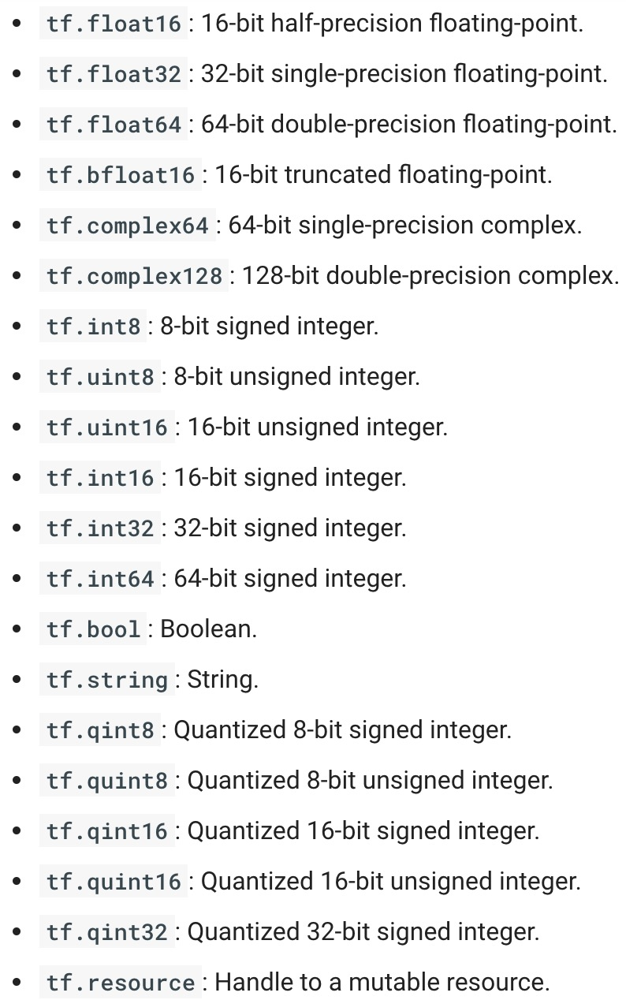 • tf.float16 : 16-bit half-precision floating-point.
• tf.float32 : 32-bit single-precision floating-point.
• tf.float64 : 64-bit double-precision floating-point.
• tf.bfloat16 : 16-bit truncated floating-point.
• tf.complex64 : 64-bit single-precision complex.
• tf.complex128 : 128-bit double-precision complex.
• tf.int8 : 8-bit signed integer.
• tf.uint8 : 8-bit unsigned integer.
• tf.uint16 : 16-bit unsigned integer.
• tf.int16 : 16-bit signed integer.
• tf.int32 : 32-bit signed integer.
• tf.int64 : 64-bit signed integer.
• tf.bool : Boolean.
• tf.string : String.
• tf.qint8 : Quantized 8-bit signed integer.
• tf.quint8 : Quantized 8-bit unsigned integer.
• tf.qint16 : Quantized 16-bit signed integer.
• tf.quint16 : Quantized 16-bit unsigned integer.
• tf.qint32 : Quantized 32-bit signed integer.
• tf.resource : Handle to a mutable resource.